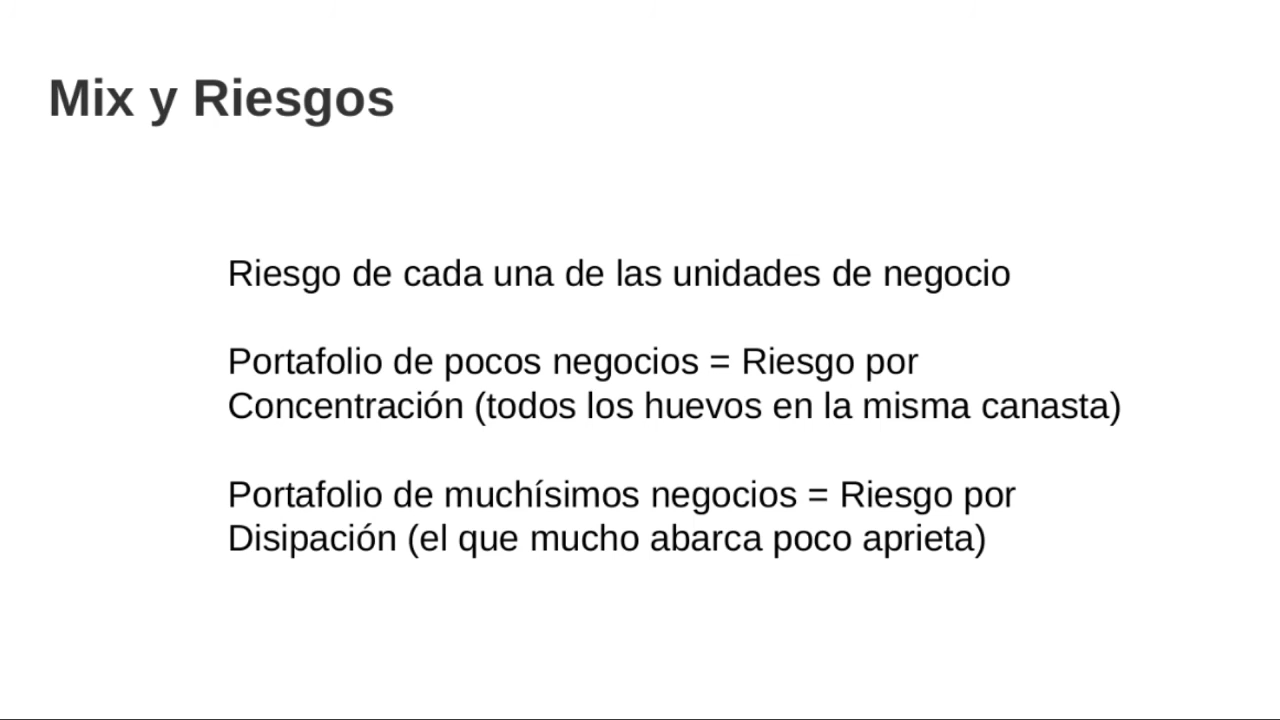 Mix y Riesgos
Riesgo de cada una de las unidades de negocio
Portafolio de pocos negocios = Riesgo por
Concentración (todos los huevos en la misma canasta)
Portafolio de muchísimos negocios = Riesgo por
Disipación (el que mucho abarca poco aprieta)